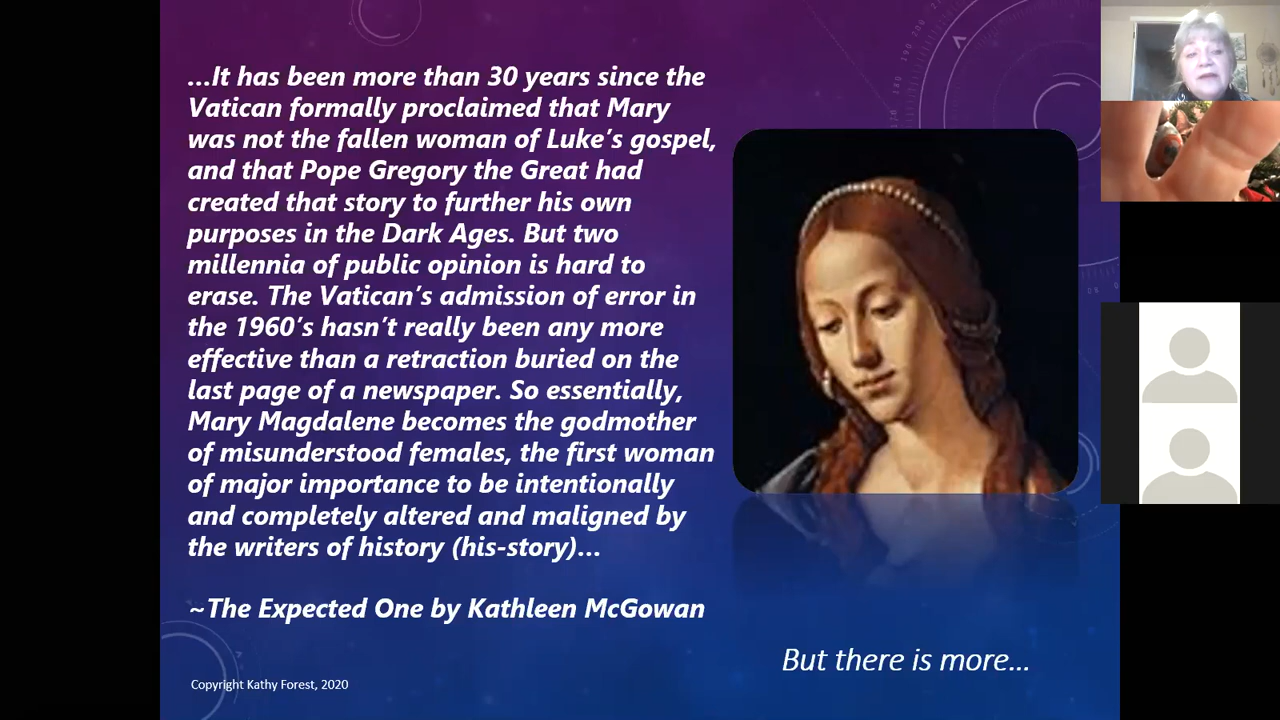 ...It has been more than 30 years since the
Vatican formally proclaimed that Mary
was not the fallen woman of Luke's gospel,
and that Pope Gregory the Great had
created that story to further his own
purposes in the Dark Ages. But two
millennia of public opinion is hard to
erase. The Vatican's admission of error in
the 1960's hasn't really been any more
effective than a retraction buried on the
last page of a newspaper. So essentially,
Mary Magdalene becomes the godmother
of misunderstood females, the first woman
of major importance to be intentionally
and completely altered and maligned by
the writers of history (his-story)...
~The Expected One by Kathleen McGowan
But there is more...
Copyright Kathy Forest, 2020